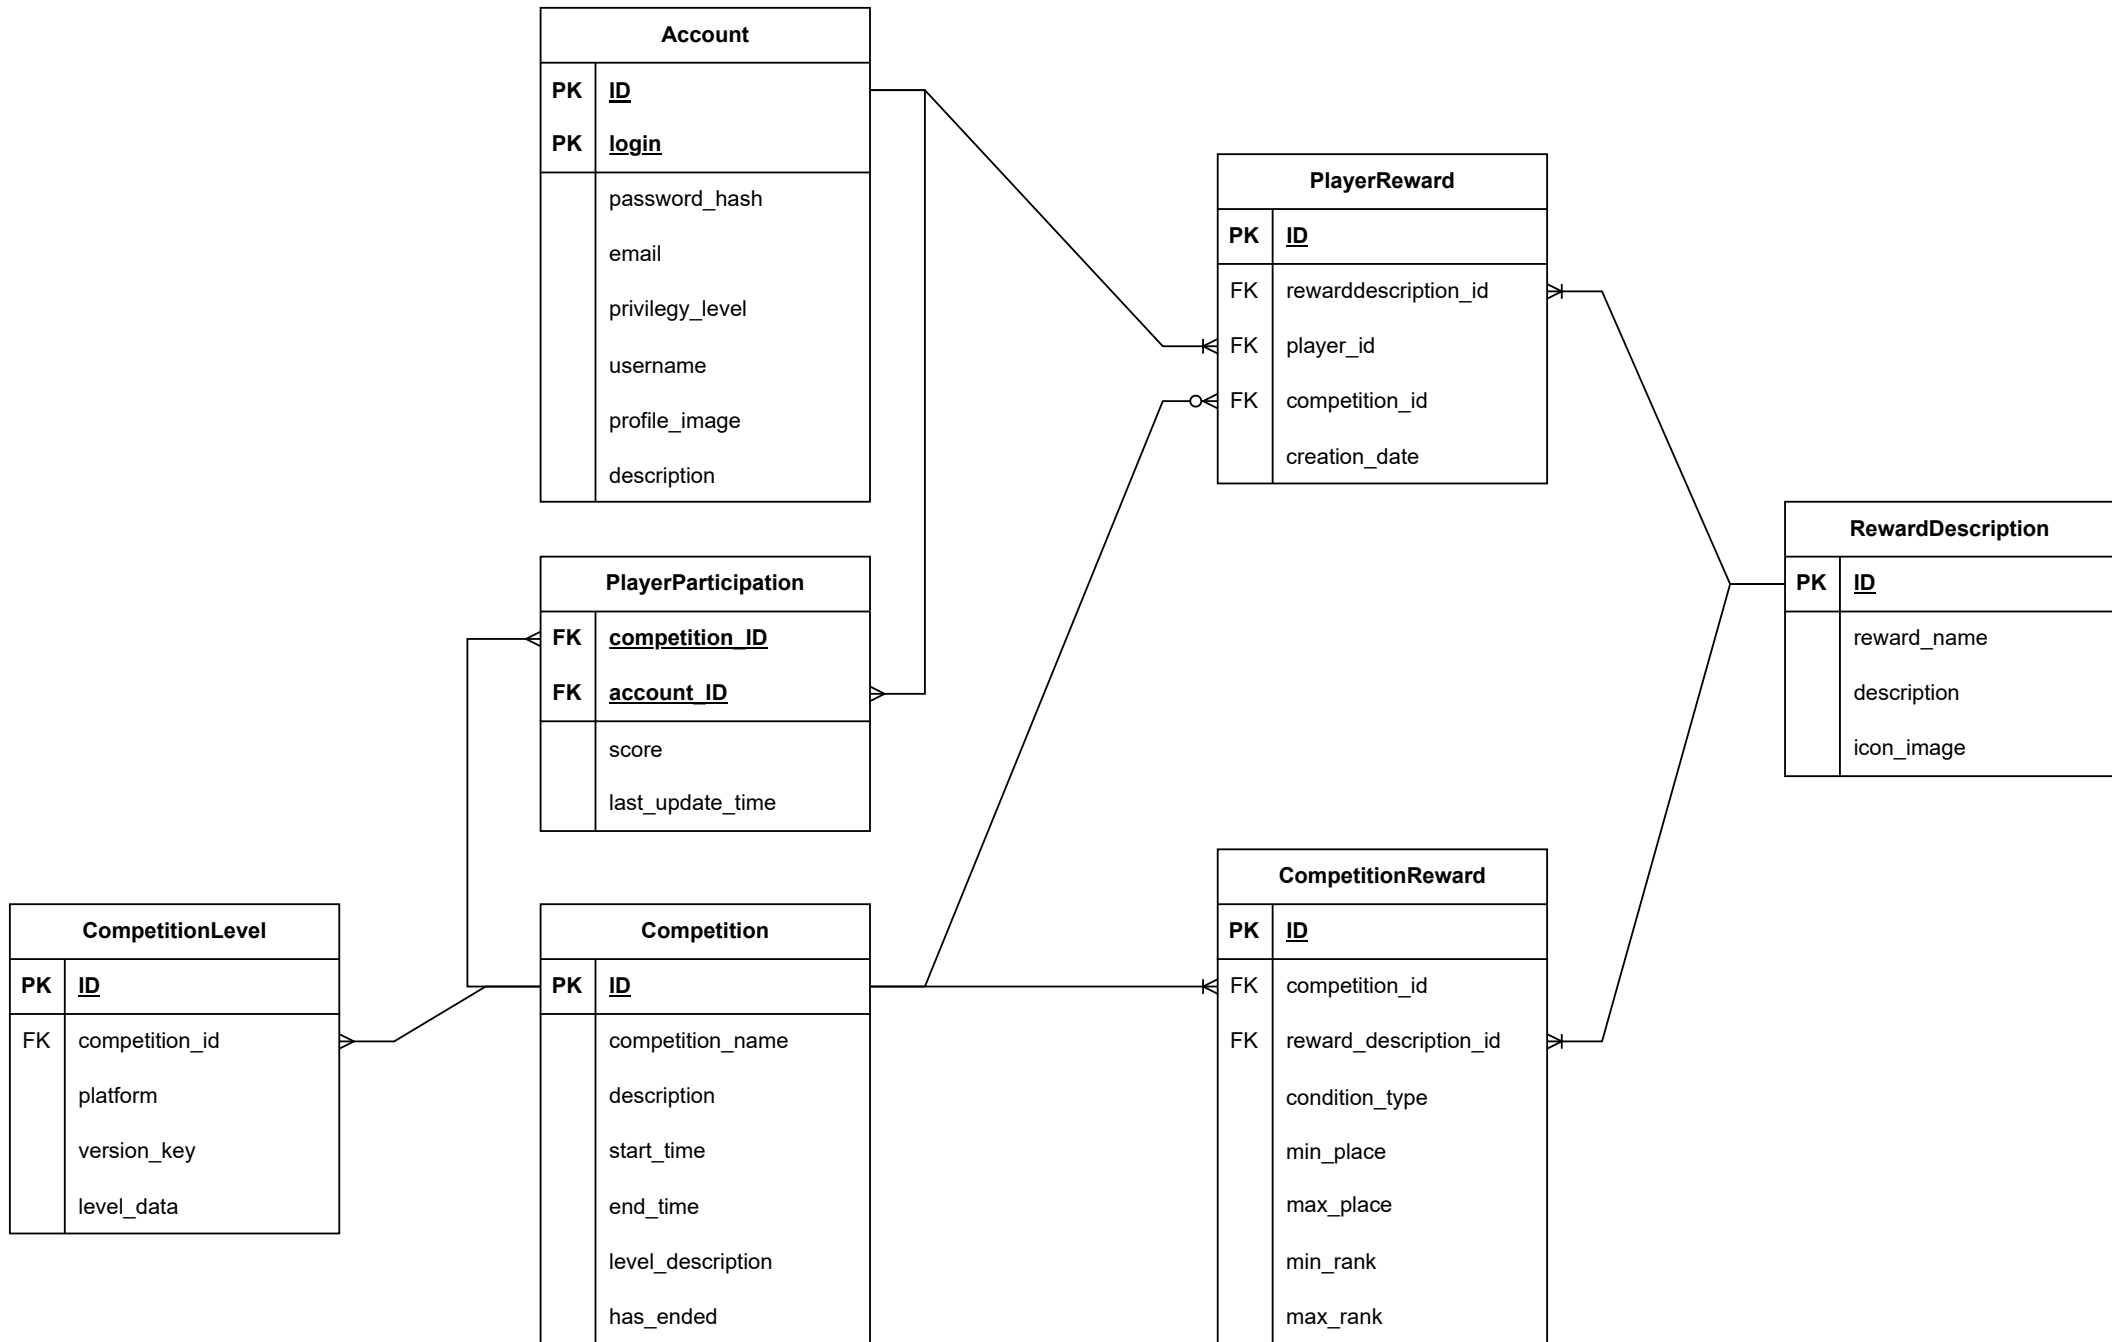 Account
PK ID
PK login
password_hash
email
privilegy_level
username
profile_image
description
PlayerReward
PK ID
FK rewarddescription_id
FK player_id
FK competition_id
creation_date
RewardDescription
PK ID
reward_name
description
icon_image
PlayerParticipation
FK competition_ID
FK account_ID
score
last_update_time
CompetitionLevel
PK ID
FK competition_id
platform
version_key
level_data
Competition
PK ID
competition_name
description
start_time
end_time
level_description
has_ended
CompetitionReward
PK ID
FK competition_id
FK reward_description_id
condition_type
min_place
max_place
min_rank
max_rank